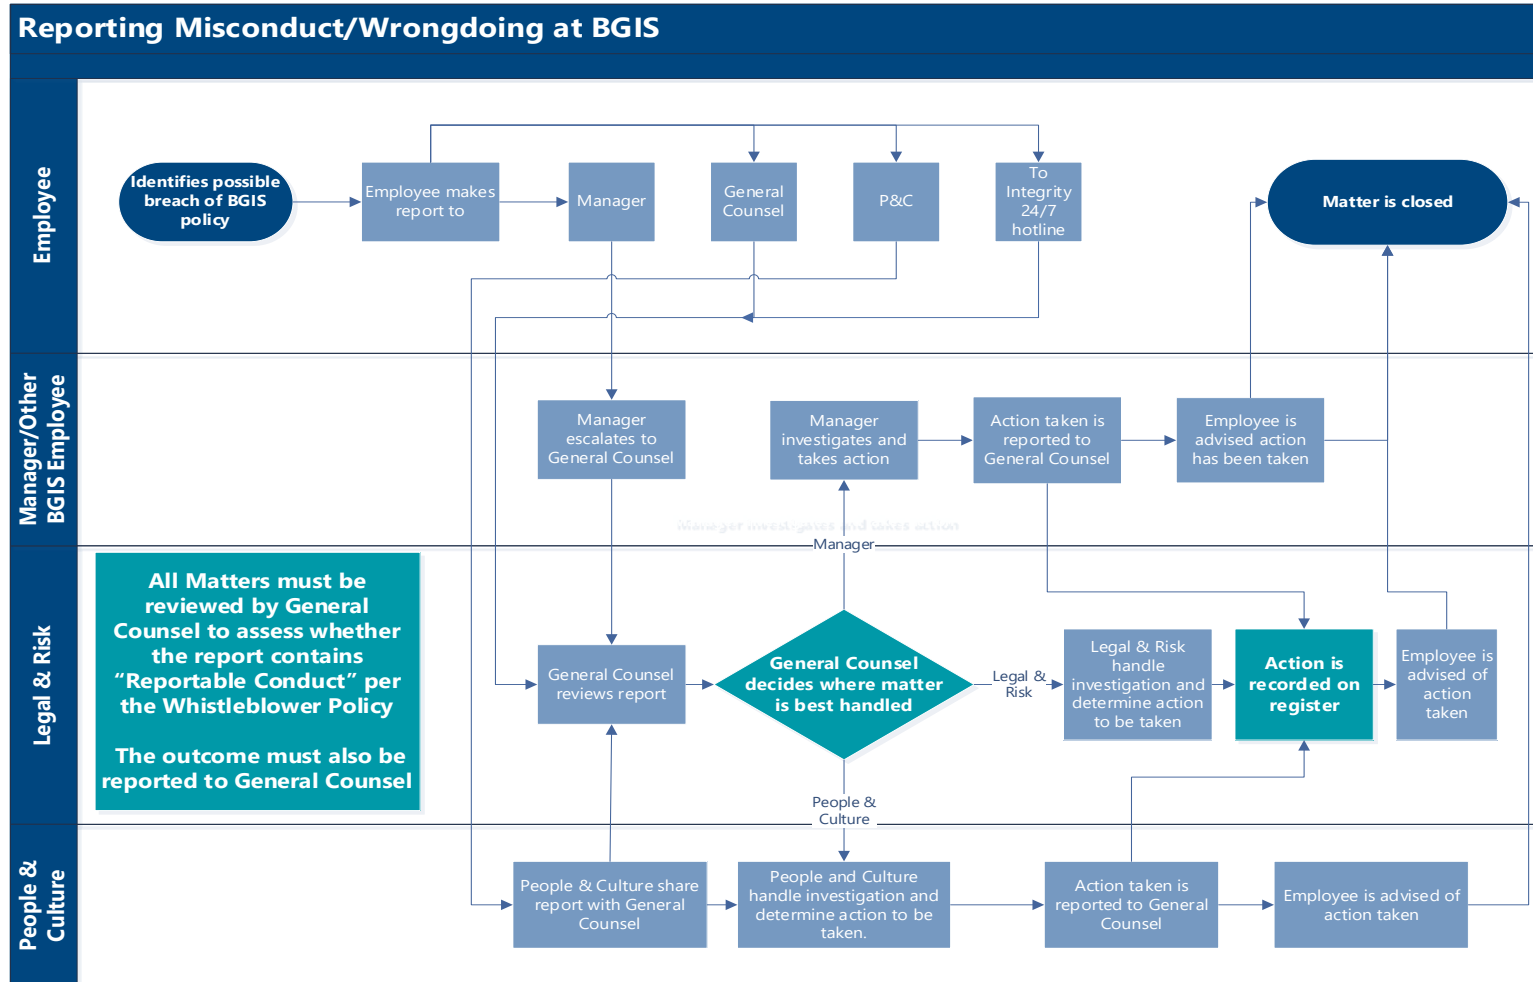 Reporting Misconduct/Wrongdoing at BGIS
Employee
Identifies possible
breach of BGIS
policy
Employee makes
report to
Manager
General
Counsel
P&C
To
Integrity
24/7
hotline
Matter is closed
Manager/Other
BGIS Employee
Manager
escalates to
General Counsel
Manager
investigates and
takes action
Action taken is
reported to
General Counsel
Employee is
advised action
has been taken
Manager investigates and takes action
Manager
Legal & Risk
All Matters must be
reviewed by General
Counsel to assess whether
the report contains
“Reportable Conduct” per
the Whistleblower Policy
The outcome must also be
reported to General Counsel
General Counsel
reviews report
General Counsel
decides where matter
is best handled
Legal &
Risk
Legal & Risk
handle
investigation and
determine action
to be taken
Action is
recorded on
register
Employee is
advised of
action
taken
People &
Culture
People &
Culture
People & Culture share
report with General
Counsel
People and Culture
handle investigation and
determine action to be
taken.
Action taken is
reported to General
Counsel
Employee is advised of
action taken